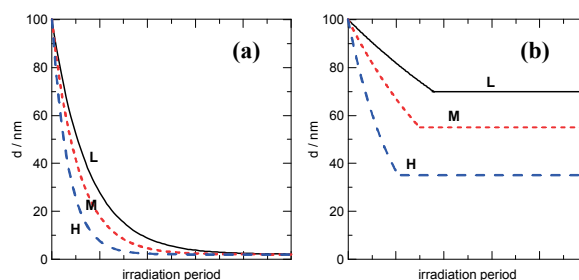 100
80
60
40
20
0
d / nm
(a)
L
M
H
irradiation period
100
80
60
40
20
0
d / nm
(b)
L
M
H
irradiation period